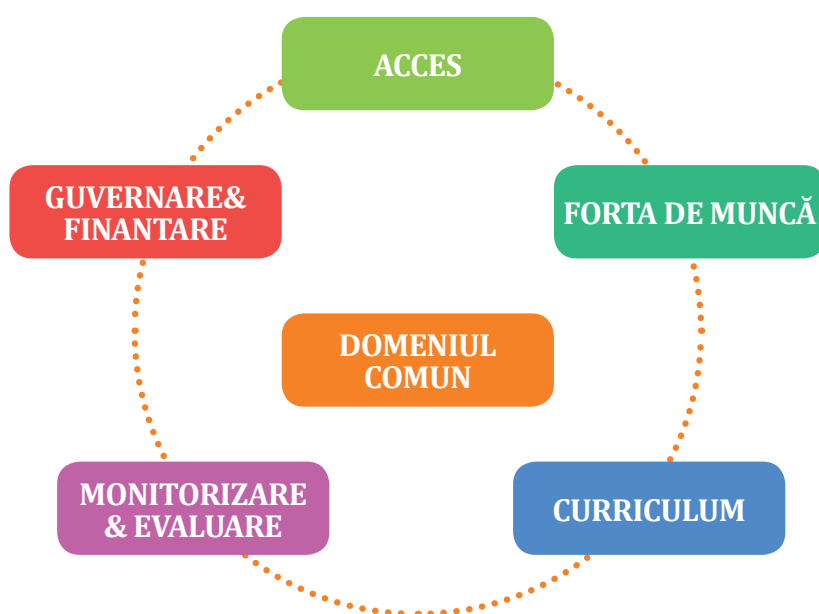 ACCES
GUVERNARE&
FINANTARE
FORTA DE MUNCĂ
DOMENIUL
COMUN
MONITORIZARE
& EVALUARE
CURRICULUM